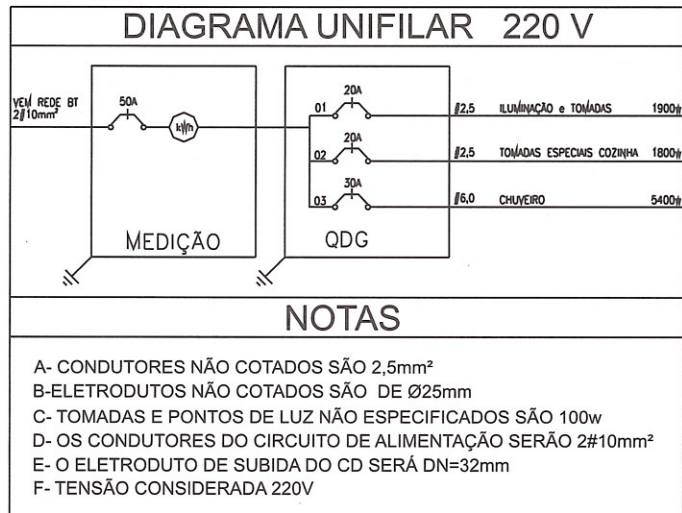 DIAGRAMA UNIFILAR 220 V
VEM REDE BT
2//10mm²
50A
kWh
MEDIÇÃO
QDG
01
20A
//2,5
ILUMINAÇÃO e TOMADAS
1900w
02
20A
//2,5
TOMADAS ESPECIAIS COZINHA
1800w
03
30A
//6,0
CHUVEIRO
5400w
NOTAS
A- CONDUTORES NÃO COTADOS SÃO 2,5mm²
B-ELETRODUTOS NÃO COTADOS SÃO DE Ø25mm
C- TOMADAS E PONTOS DE LUZ NÃO ESPECIFICADOS SÃO 100w
D- OS CONDUTORES DO CIRCUITO DE ALIMENTAÇÃO SERÃO 2#10mm²
E- O ELETRODUTO DE SUBIDA DO CD SERÁ DN=32mm
F- TENSÃO CONSIDERADA 220V